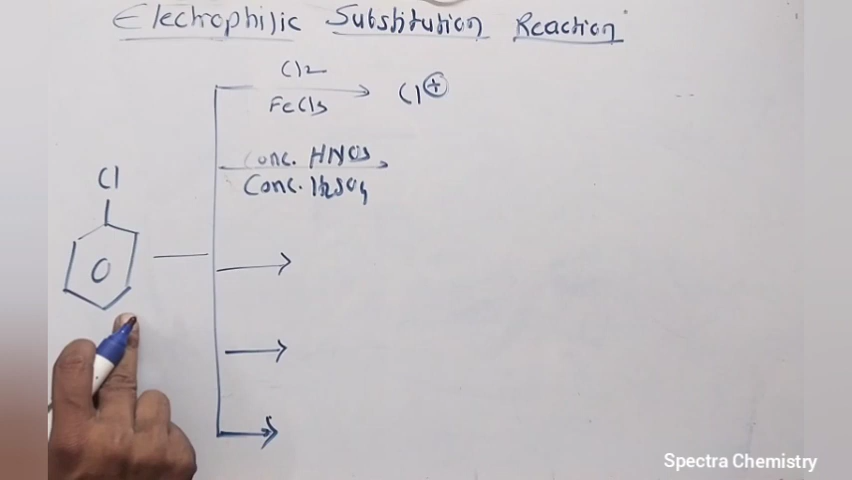 Electrophilic Substitution Reaction
Cl2
FeCl3
Cl⊕
Conc. HNO3
Conc. H2SO4
Cl
Spectra Chemistry